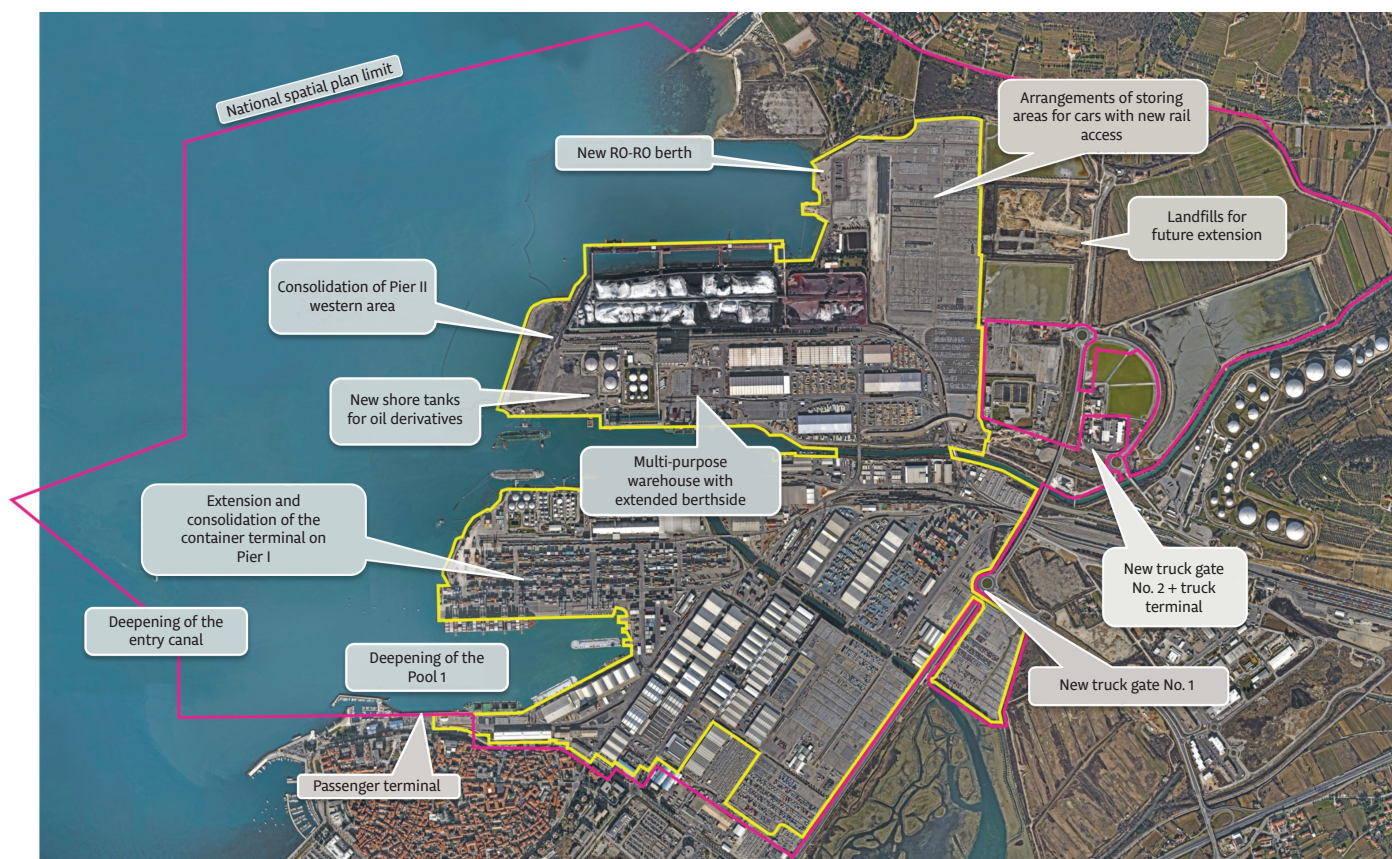 National spatial plan limit
Arrangements of storing
areas for cars with new rail
access
New RO-RO berth
Landfills for
future extension
Consolidation of Pier II
western area
New shore tanks
for oil derivatives
Multi-purpose
warehouse with
extended berthside
Extension and
consolidation of the
container terminal on
Pier I
New truck gate
No. 2 + truck
terminal
Deepening of the
entry canal
Deepening of the
Pool 1
New truck gate No. 1
Passenger terminal